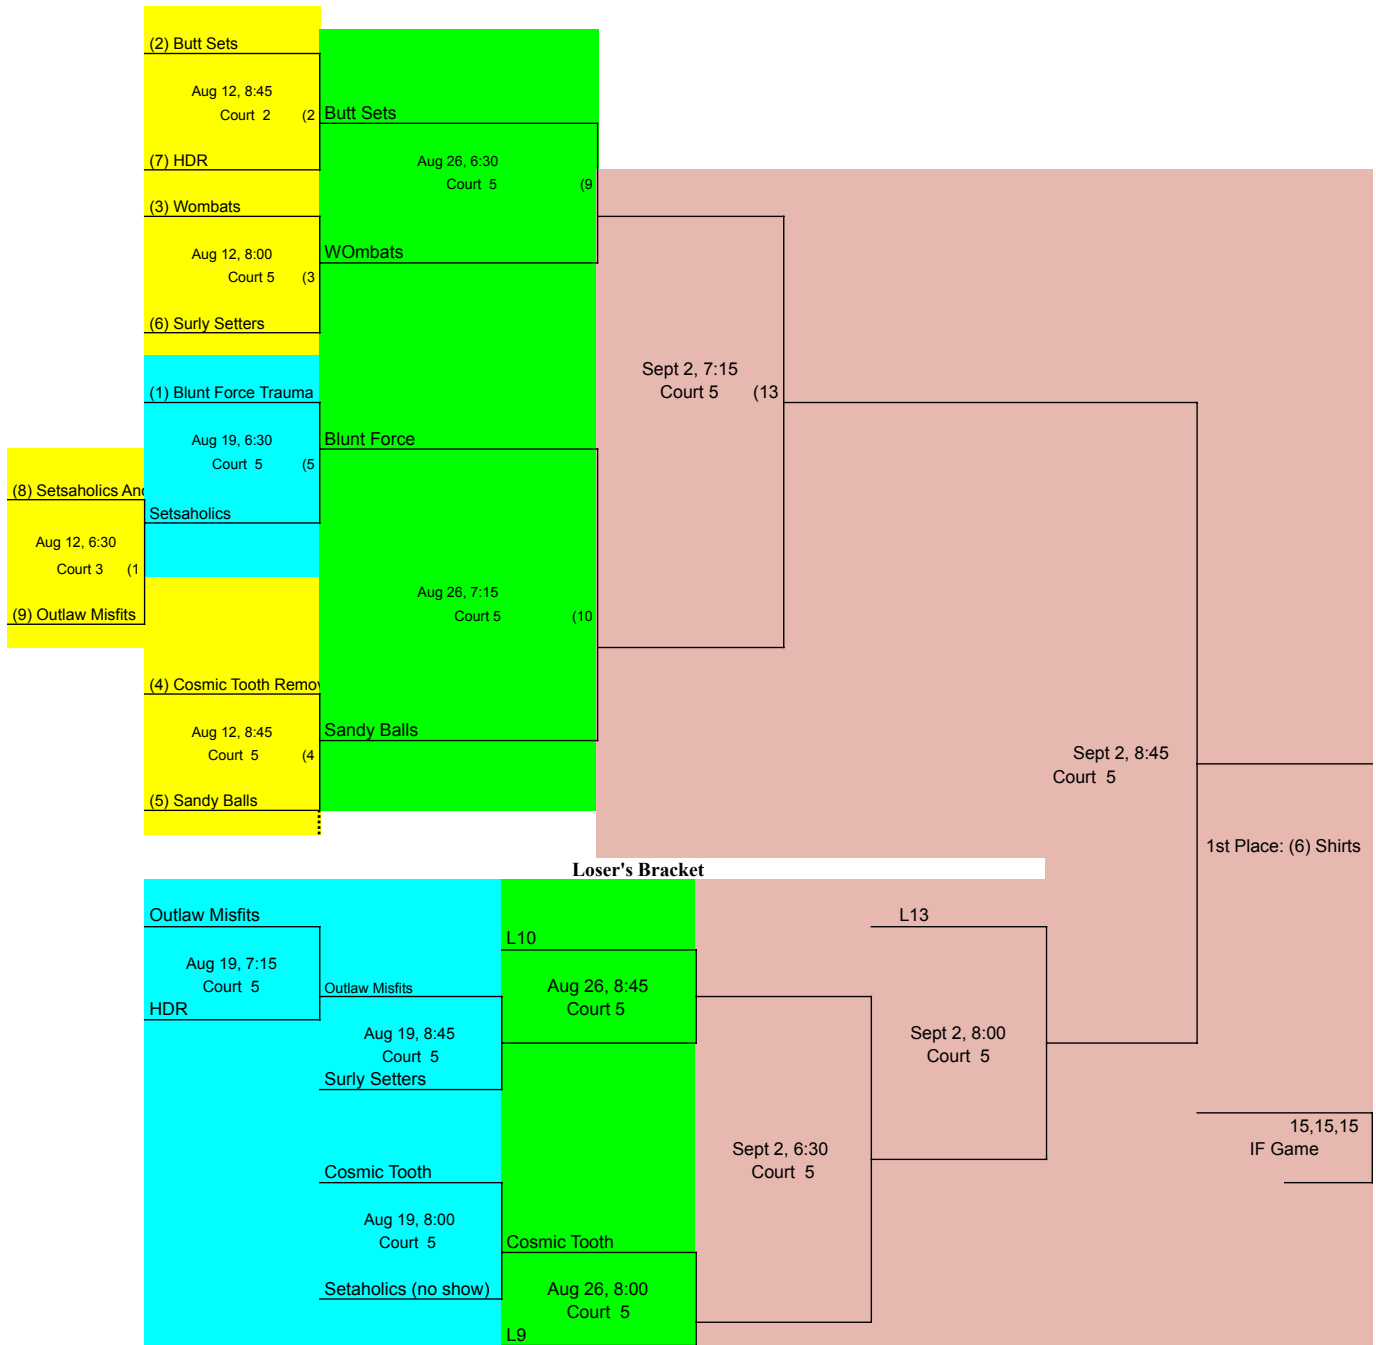 (2) Butt Sets
Aug 12, 8:45
Court 2 (2
(7) HDR
Butt Sets
Aug 26, 6:30
Court 5 (9
(3) Wombats
Aug 12, 8:00
Court 5 (3
WOmbats
(6) Surly Setters
Sept 2, 7:15
Court 5 (13
(1) Blunt Force Trauma
Aug 19, 6:30
Court 5 (5
Blunt Force
(8) Setsaholics And
Setsaholics
Aug 12, 6:30
Court 3 (1
(9) Outlaw Misfits
Aug 26, 7:15
Court 5 (10
(4) Cosmic Tooth Remov
Aug 12, 8:45
Court 5 (4
Sandy Balls
(5) Sandy Balls
Sept 2, 8:45
Court 5
1st Place: (6) Shirts
Loser's Bracket
Outlaw Misfits
Aug 19, 7:15
Court 5
HDR
Outlaw Misfits
Aug 19, 8:45
Court 5
Surly Setters
L10
Aug 26, 8:45
Court 5
L13
Sept 2, 8:00
Court 5
15,15,15
IF Game
Sept 2, 6:30
Court 5
Cosmic Tooth
Aug 19, 8:00
Court 5
Setaholics (no show)
Cosmic Tooth
Aug 26, 8:00
Court 5
L9